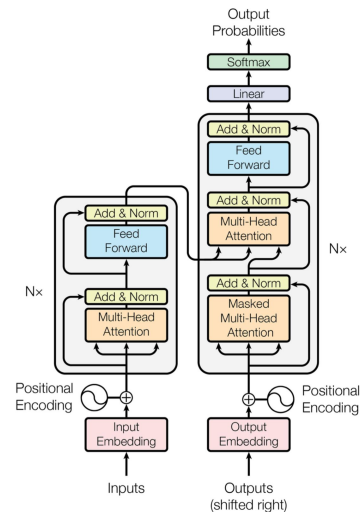 Output
Probabilities
Softmax
Linear
Add & Norm
Feed
Forward
Add & Norm
Multi-Head
Attention
Add & Norm
Masked
Multi-Head
Attention
N×
Positional
Encoding
Output
Embedding
Outputs
(shifted right)
Add & Norm
Feed
Forward
Add & Norm
Multi-Head
Attention
N×
Positional
Encoding
Input
Embedding
Inputs